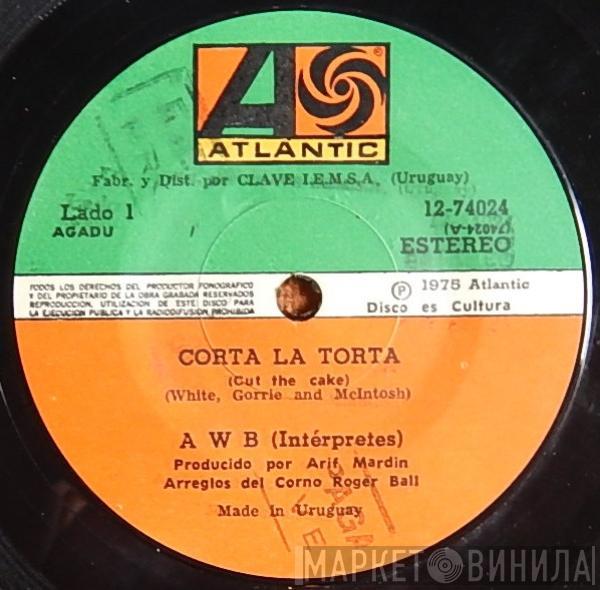 ATLANTIC
Fabr. y Dist. por CLAVE I.E.M.S.A. (Uruguay)
Lado 1
AGADU
12-74024
(74024-A)
ESTEREO
TODOS LOS DERECHOS DEL PRODUCTOR FONOGRAFICO
Y DEL PROPIETARIO DE LA OBRA GRABADA RESERVADOS
REPRODUCCION, UTILIZACION DE ESTE DISCO PARA
LA EJECUCION PUBLICA Y LA RADIODIFUSION PROHIBIDA
℗ 1975 Atlantic
Disco es Cultura
CORTA LA TORTA
(Cut the cake)
(White, Gorrie and McIntosh)
A W B (Intérpretes)
Producido por Arif Mardin
Arreglos del Corno Roger Ball
Made in Uruguay
МАРКЕТ ВИНИЛА